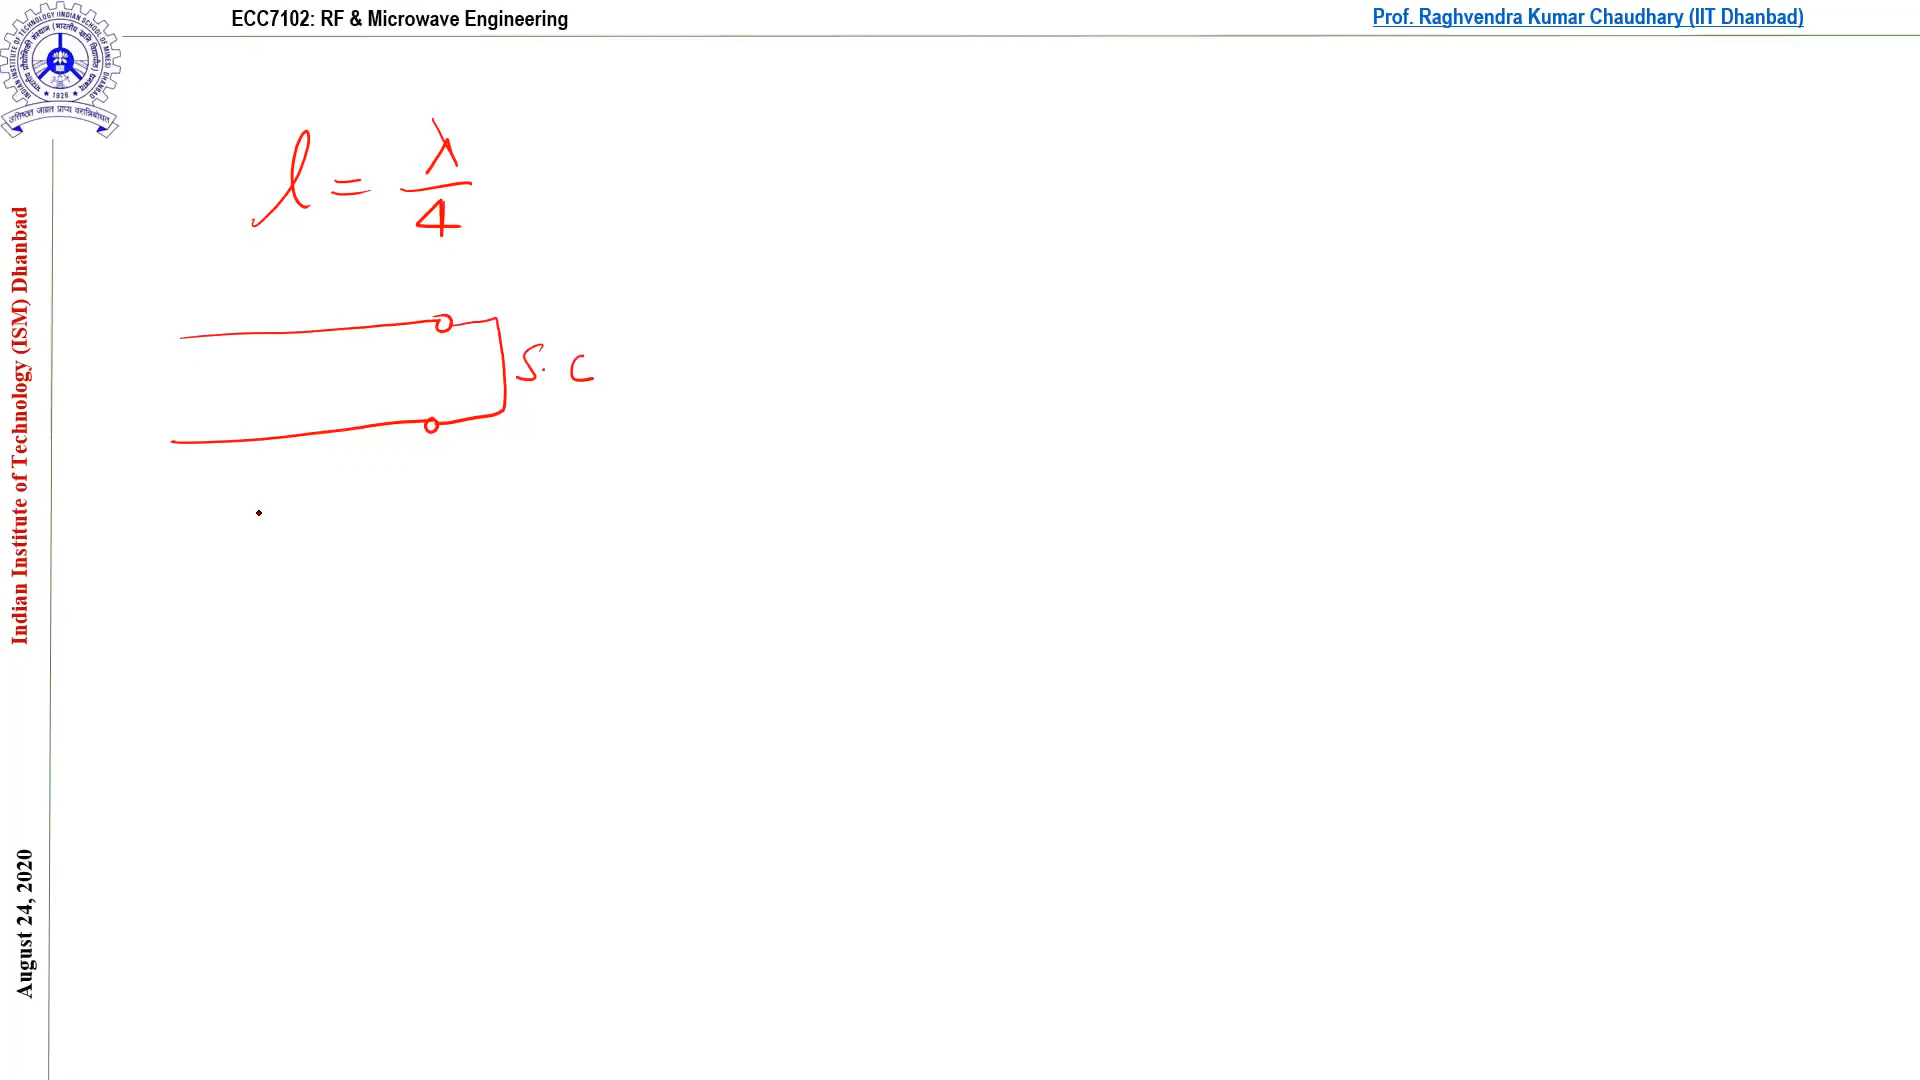 ECC7102: RF & Microwave Engineering
Prof. Raghvendra Kumar Chaudhary (IIT Dhanbad)
Indian Institute of Technology (ISM) Dhanbad
August 24, 2020
l = λ/4
S. C
1926